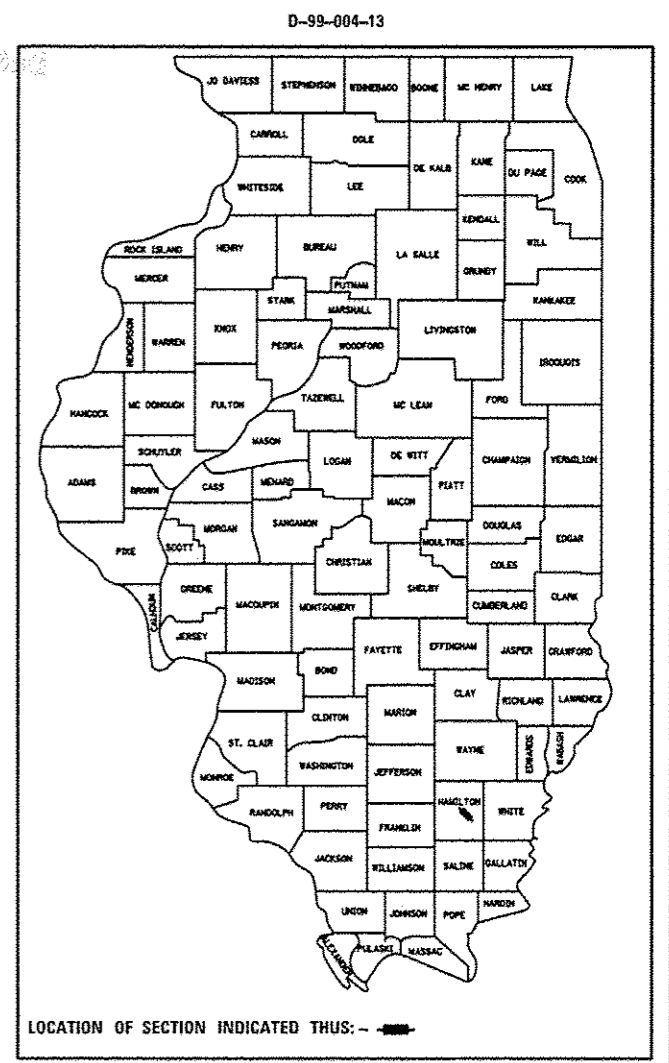 D-99-004-13
JO DAVIESS STEPHENSON WINNEBAGO BOONE MC HENRY LAKE
CARROLL OGLE
DE KALB KANE DU PAGE COOK
WHITESIDE LEE
KENDALL
ROCK ISLAND HENRY BUREAU LA SALLE WILL
MERCER PUTNAM GRUNDY
STARK MARSHALL KANKAKEE
HENDERSON WARREN KNOX PEORIA WOODFORD LIVINGSTON IROQUOIS
HANCOCK MC DONOUGH FULTON TAZEWELL MC LEAN FORD
MASON
SCHUYLER LOGAN DE WITT CHAMPAIGN VERMILION
ADAMS BROWN CASS MENARD PIATT
MACON
MORGAN SANGAMON DOUGLAS
PIKE SCOTT CHRISTIAN MOULTRIE EDGAR
COLES
CALHOUN GREENE MACOUPIN MONTGOMERY SHELBY CUMBERLAND CLARK
JERSEY
FAYETTE EFFINGHAM JASPER CRAWFORD
MADISON BOND
CLAY RICHLAND LAWRENCE
CLINTON MARION
ST. CLAIR WAYNE EDWARDS WABASH
WASHINGTON JEFFERSON
MONROE
RANDOLPH PERRY HAMILTON WHITE
FRANKLIN
JACKSON WILLIAMSON SALINE GALLATIN
UNION JOHNSON POPE HARDIN
ALEXANDER PULASKI MASSAC
LOCATION OF SECTION INDICATED THUS: -